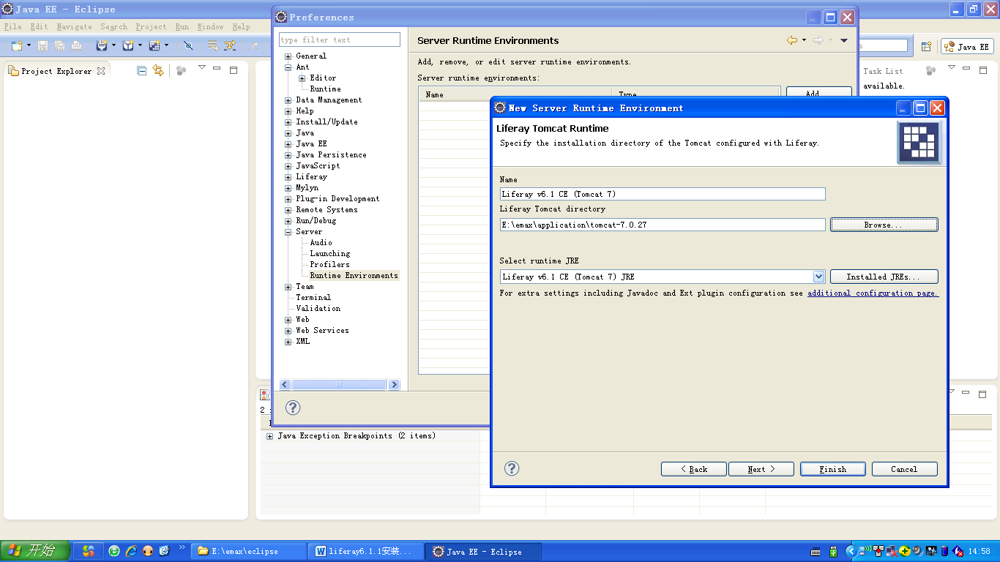 Java EE - Eclipse
File Edit Navigate Search Project Run Window Help
Project Explorer
Preferences
type filter text
General
Ant
Editor
Runtime
Data Management
Help
Install/Update
Java
Java EE
Java Persistence
JavaScript
Liferay
Mylyn
Plug-in Development
Remote Systems
Run/Debug
Server
Audio
Launching
Profilers
Runtime Environments
Team
Terminal
Validation
Web
Web Services
XML
Server Runtime Environments
Add, remove, or edit server runtime environments.
Server runtime environments:
Name Type
Add...
Java EE
Task List
available.
New Server Runtime Environment
Liferay Tomcat Runtime
Specify the installation directory of the Tomcat configured with Liferay.
Name
Liferay v6.1 CE (Tomcat 7)
Liferay Tomcat directory
E:\emax\application\tomcat-7.0.27
Browse...
Select runtime JRE
Liferay v6.1 CE (Tomcat 7) JRE
Installed JREs...
For extra settings including Javadoc and Ext plugin configuration see additional configuration page.
< Back Next > Finish Cancel
2
Java Exception Breakpoints (2 items)
开始
E:\emax\eclipse
liferay6.1.1安装...
Java EE - Eclipse
14:58